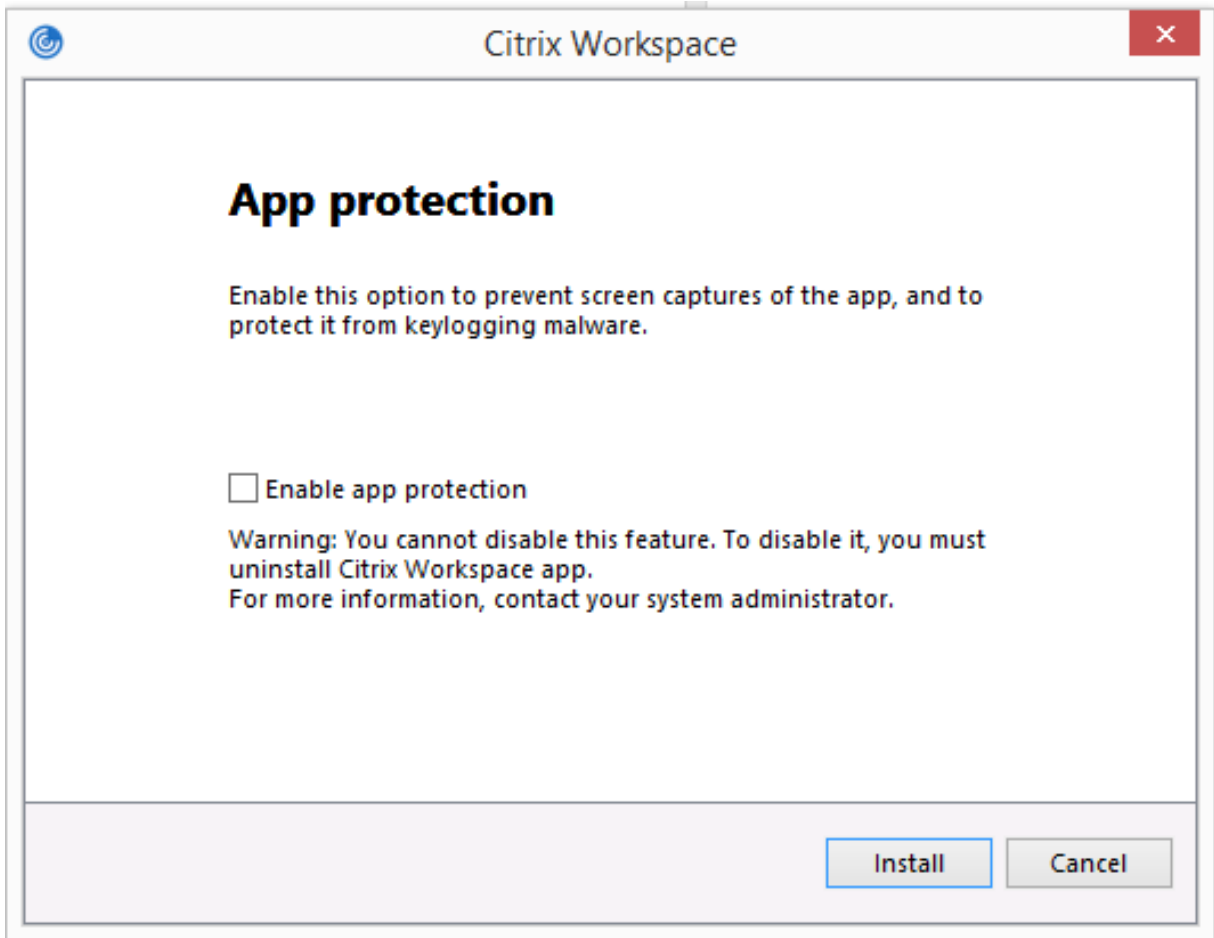 Citrix Workspace
App protection
Enable this option to prevent screen captures of the app, and to
protect it from keylogging malware.
Enable app protection
Warning: You cannot disable this feature. To disable it, you must
uninstall Citrix Workspace app.
For more information, contact your system administrator.
Install
Cancel